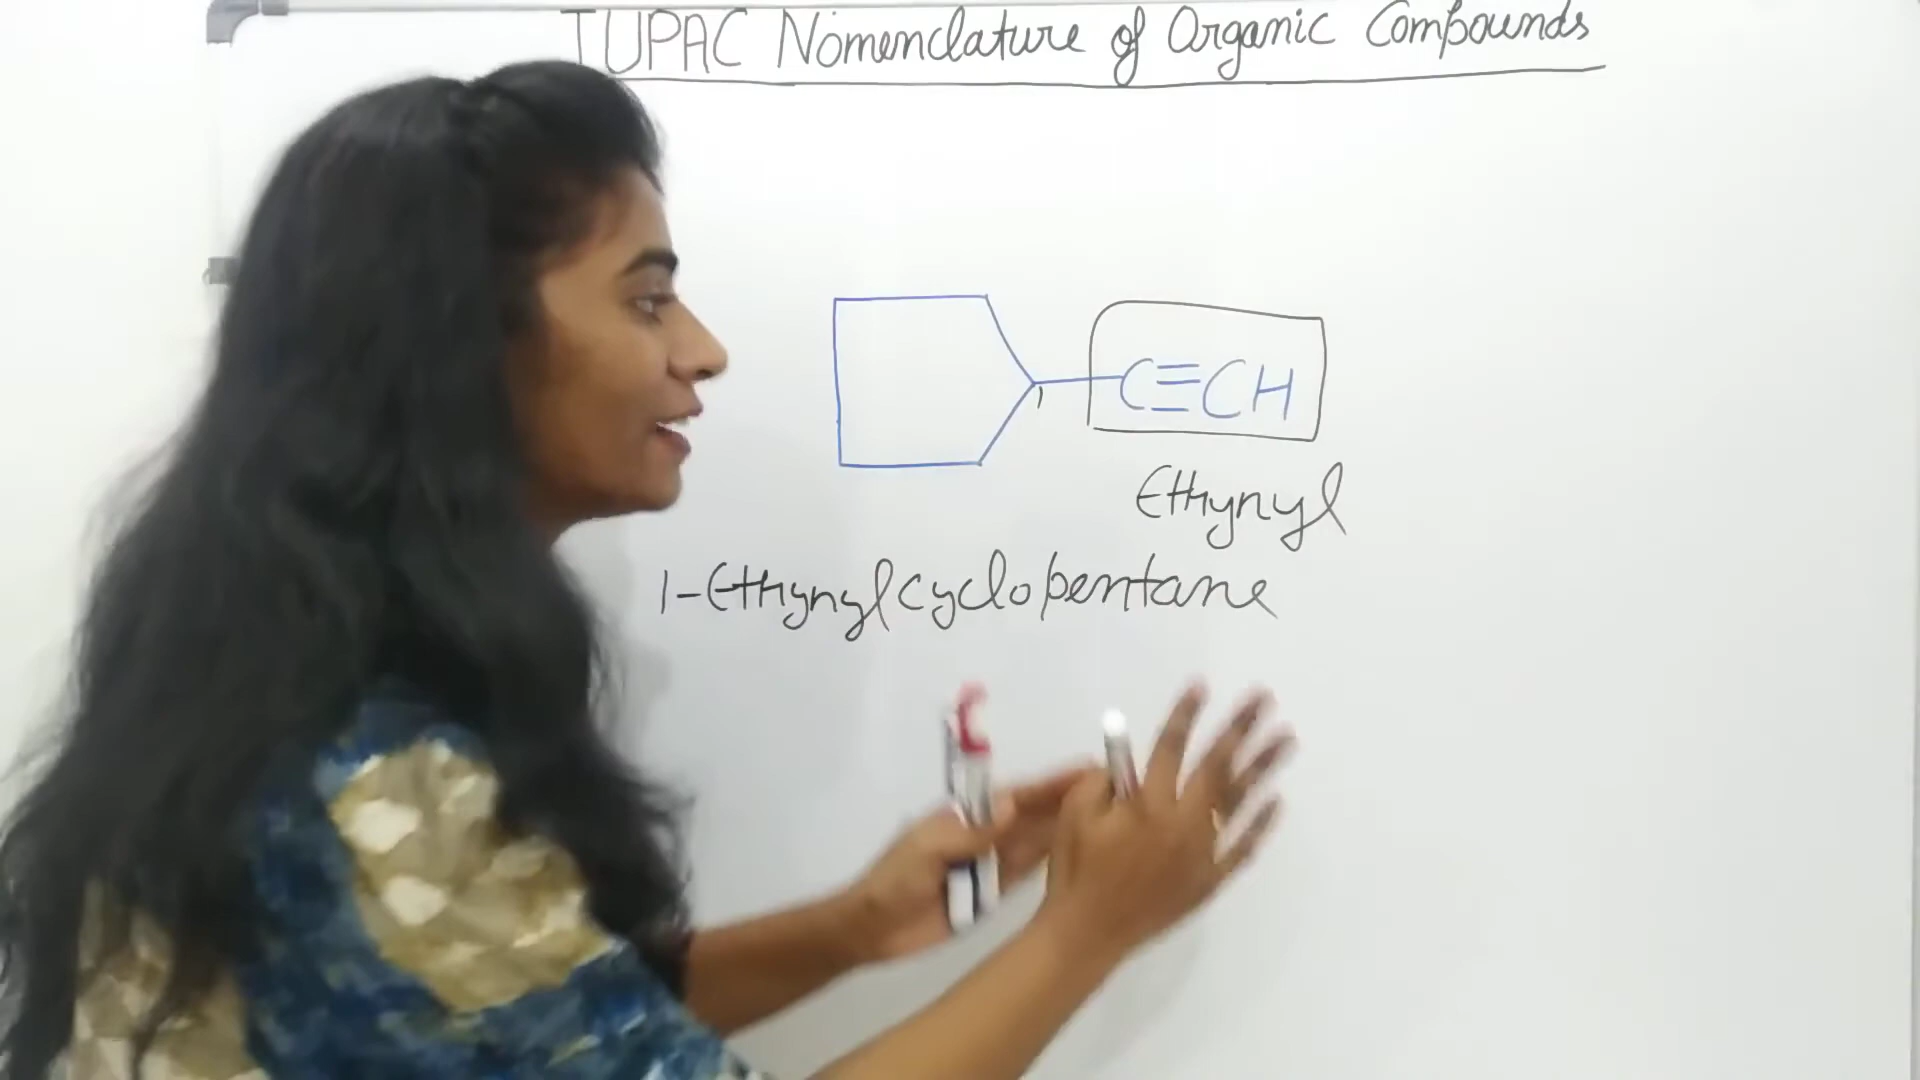 IUPAC Nomenclature of Organic Compounds
C≡CH
1
Ethynyl
1-Ethynylcyclopentane